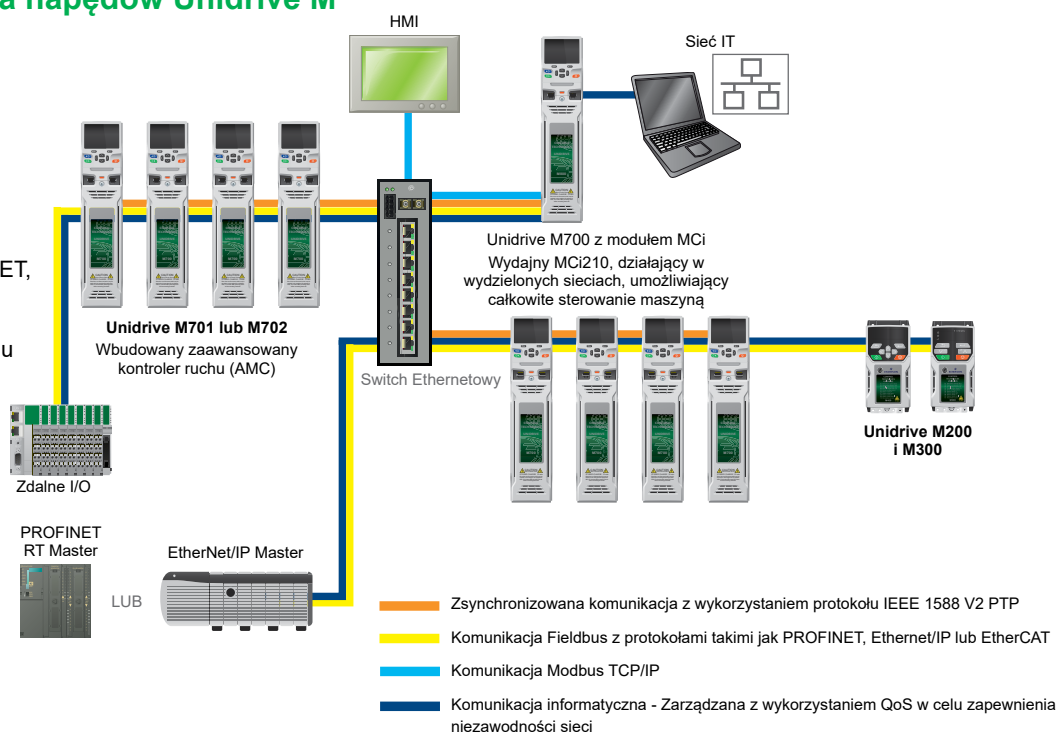 a napędów Unidrive M
HMI
Sieć IT
ET,
u
Unidrive M701 lub M702
Wbudowany zaawansowany
kontroler ruchu (AMC)
Switch Ethernetowy
Unidrive M700 z modułem MCi
Wydajny MCi210, działający w
wydzielonych sieciach, umożliwiający
całkowite sterowanie maszyną
Unidrive M200
i M300
Zdalne I/O
PROFINET
RT Master
LUB
EtherNet/IP Master
Zsynchronizowana komunikacja z wykorzystaniem protokołu IEEE 1588 V2 PTP
Komunikacja Fieldbus z protokołami takimi jak PROFINET, Ethernet/IP lub EtherCAT
Komunikacja Modbus TCP/IP
Komunikacja informatyczna - Zarządzana z wykorzystaniem QoS w celu zapewnienia
niezawodności sieci